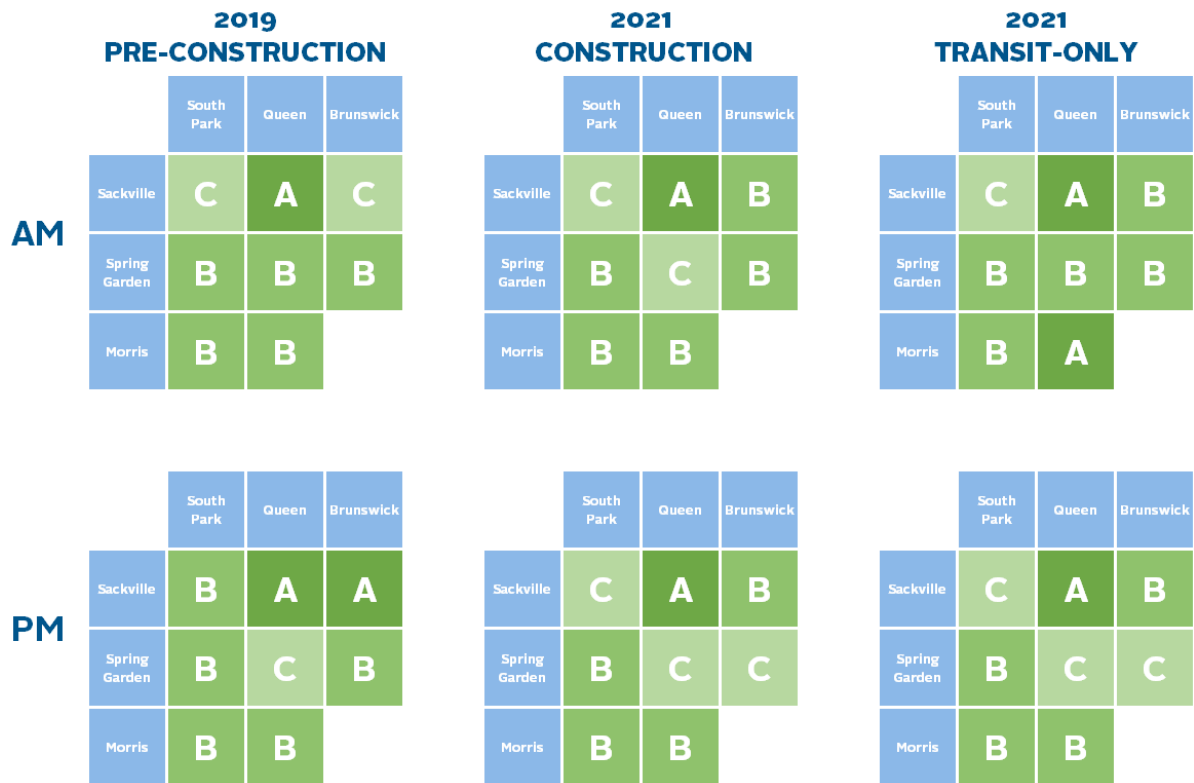 2019 PRE-CONSTRUCTION
2021 CONSTRUCTION
2021 TRANSIT-ONLY
AM
South Park Queen Brunswick
Sackville C A C
Spring Garden B B B
Morris B B
South Park Queen Brunswick
Sackville C A B
Spring Garden B C B
Morris B B
South Park Queen Brunswick
Sackville C A B
Spring Garden B B B
Morris B A
PM
South Park Queen Brunswick
Sackville B A A
Spring Garden B C B
Morris B B
South Park Queen Brunswick
Sackville C A B
Spring Garden B C C
Morris B B
South Park Queen Brunswick
Sackville C A B
Spring Garden B C C
Morris B B